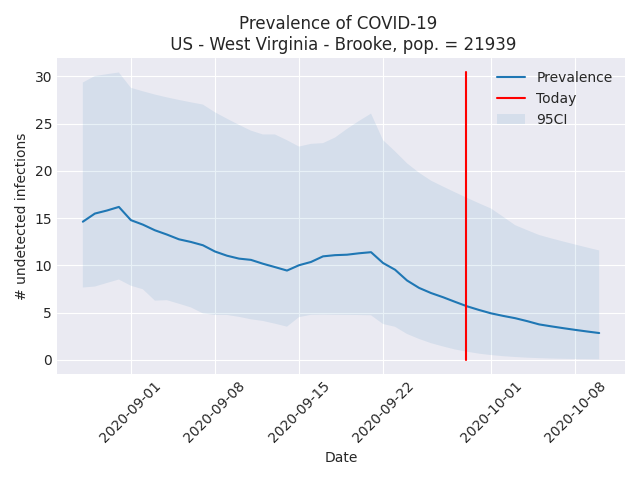 Prevalence of COVID-19
US - West Virginia - Brooke, pop. = 21939
# undetected infections
30
25
20
15
10
5
0
Prevalence
Today
95CI
2020-09-01
2020-09-08
2020-09-15
2020-09-22
2020-10-01
2020-10-08
Date